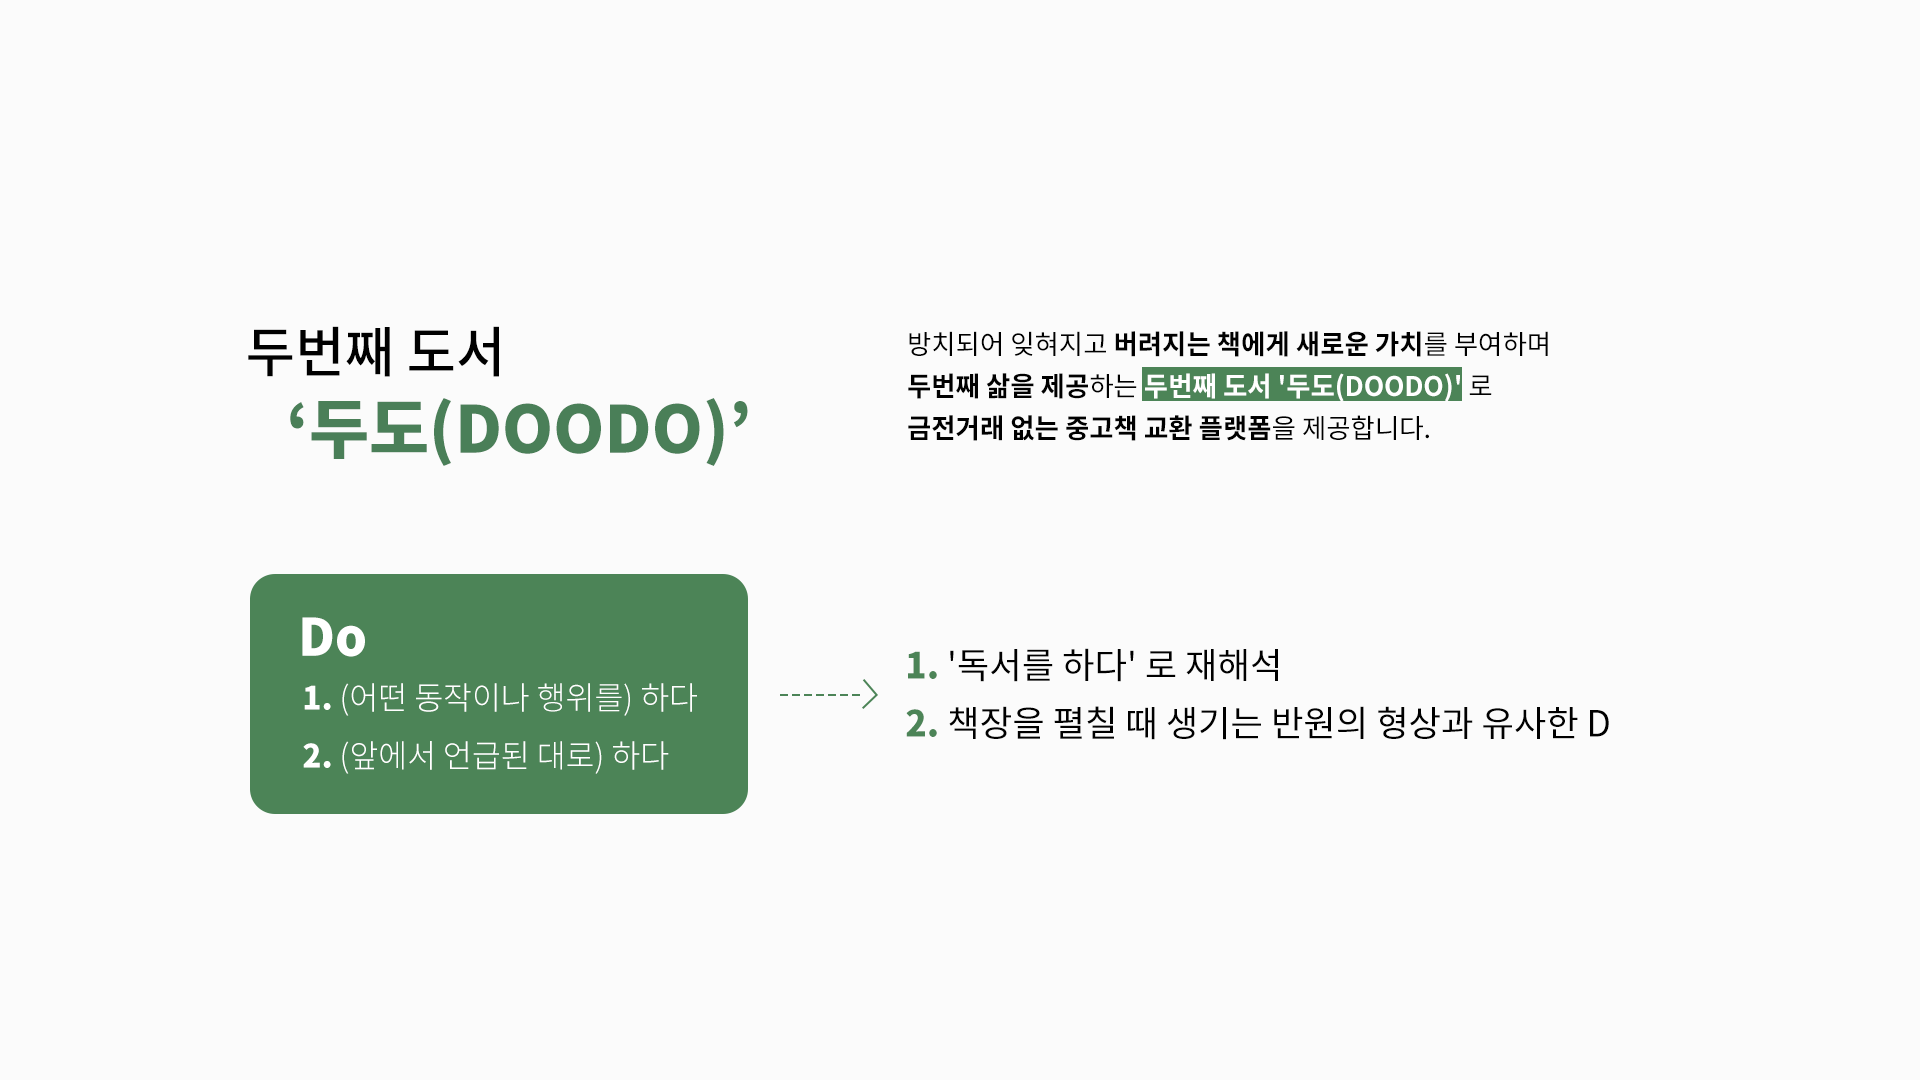 두번째 도서
‘두도(DOODO)’
방치되어 잊혀지고 버려지는 책에게 새로운 가치를 부여하며
두번째 삶을 제공하는 두번째 도서 '두도(DOODO)' 로
금전거래 없는 중고책 교환 플랫폼을 제공합니다.
Do
1. (어떤 동작이나 행위를) 하다
2. (앞에서 언급된 대로) 하다
1. '독서를 하다' 로 재해석
2. 책장을 펼칠 때 생기는 반원의 형상과 유사한 D